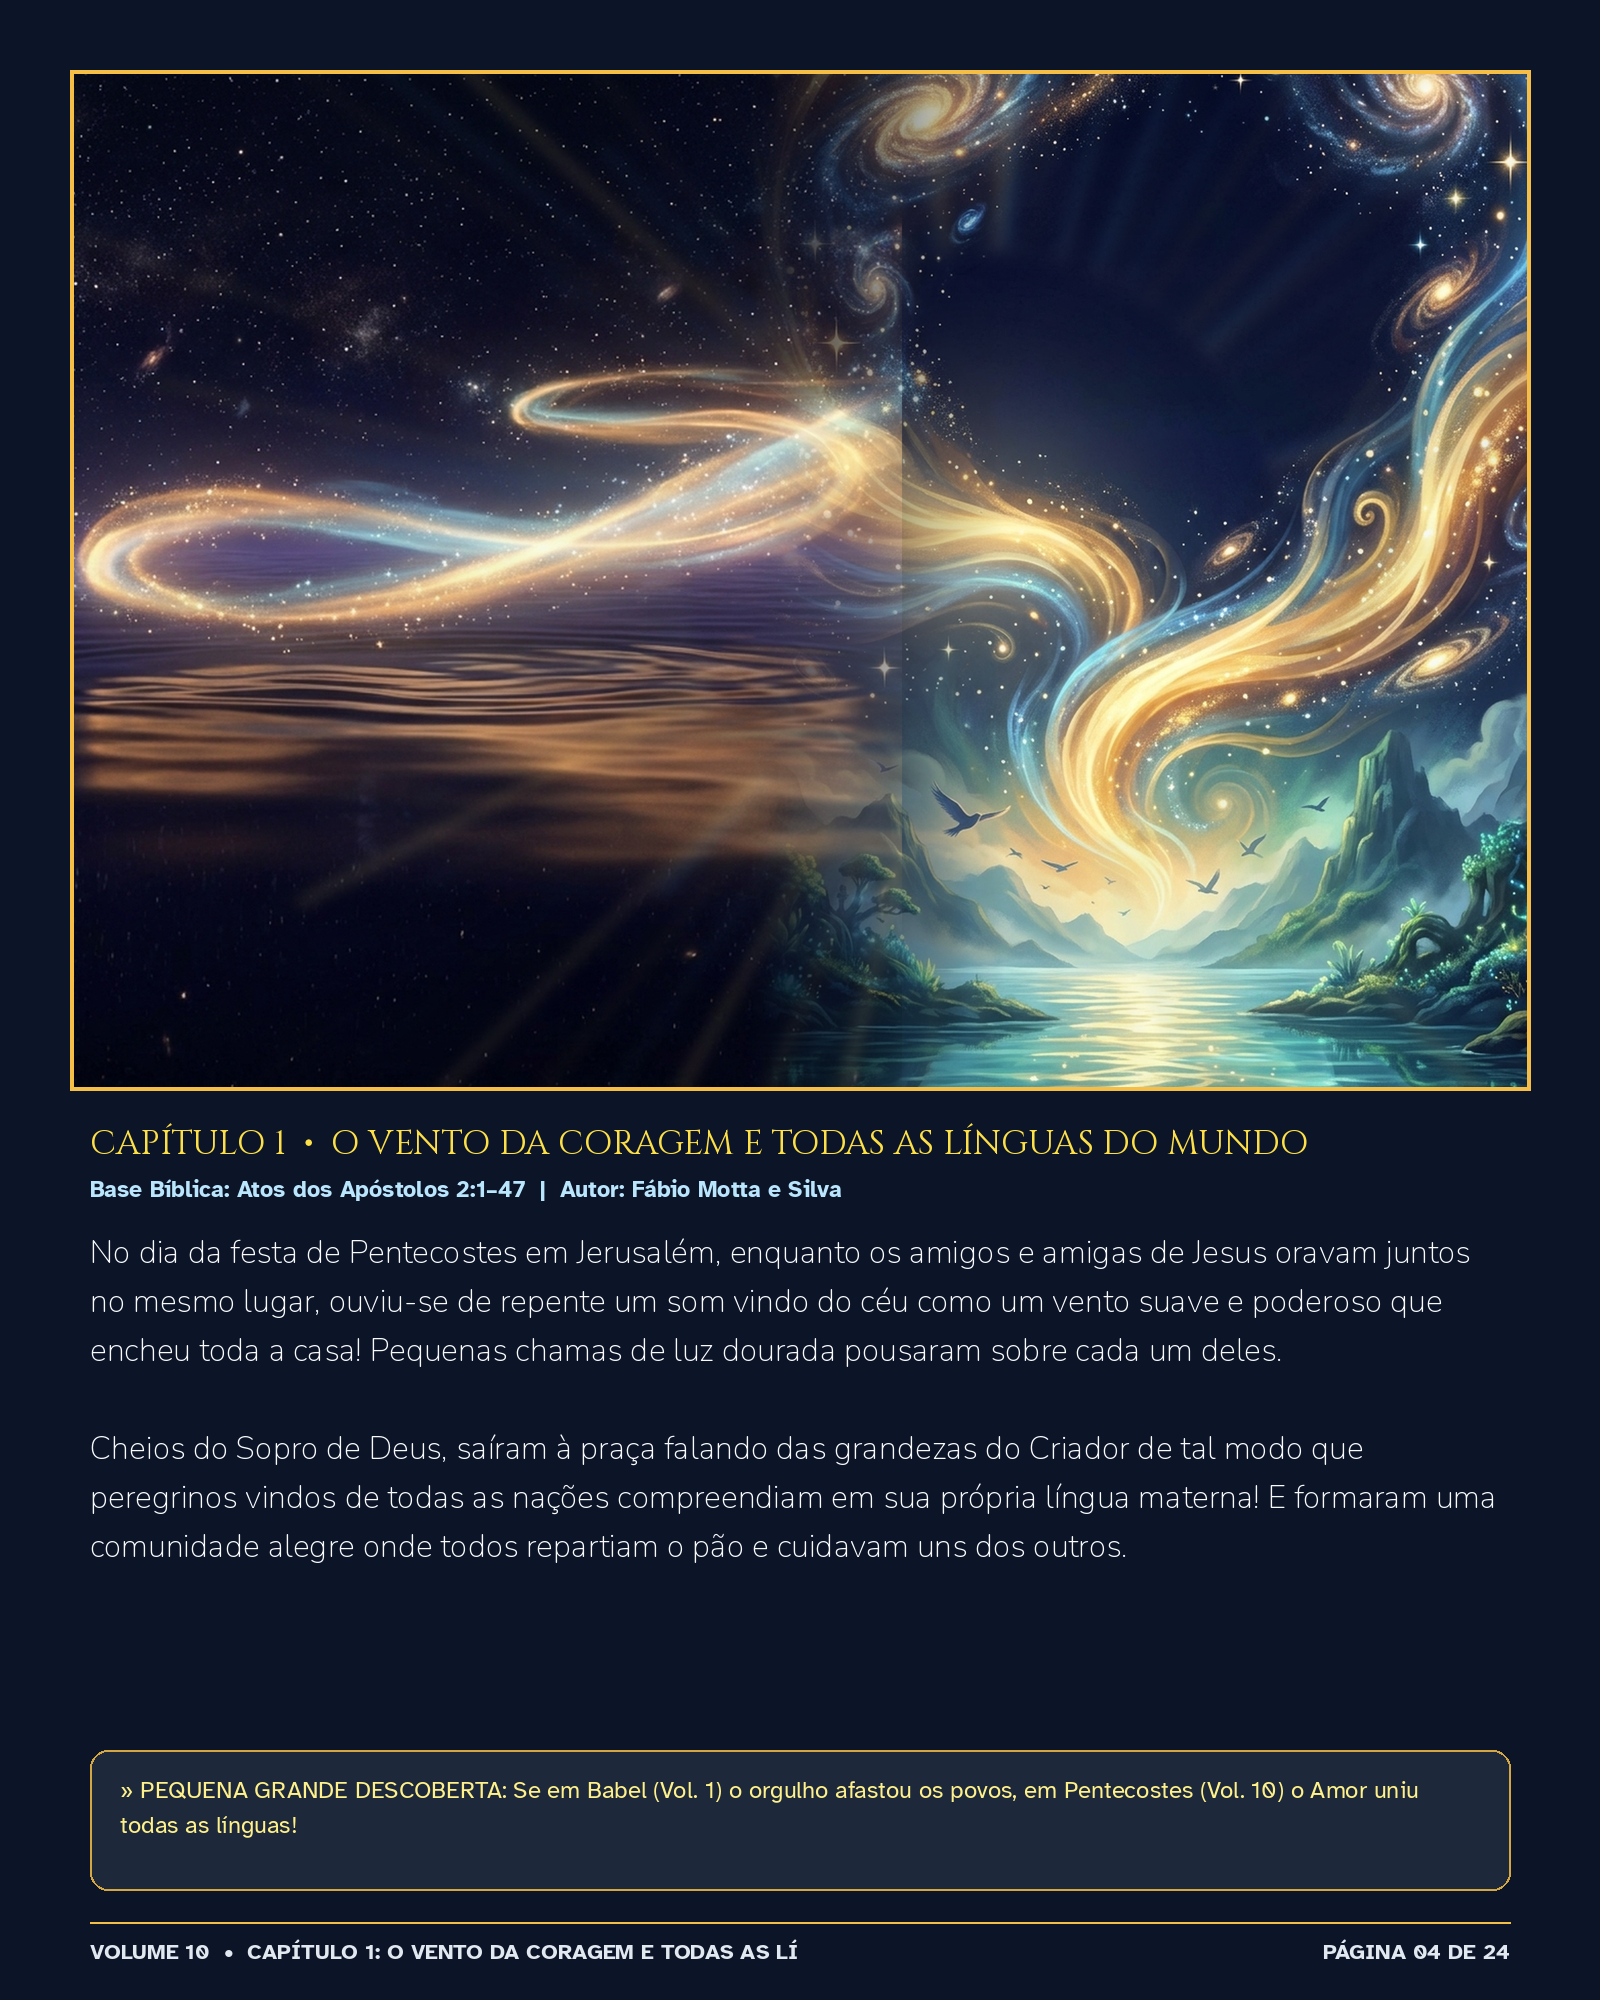 CAPÍTULO 1 • O VENTO DA CORAGEM E TODAS AS LÍNGUAS DO MUNDO
Base Bíblica: Atos dos Apóstolos 2:1–47 | Autor: Fábio Motta e Silva
No dia da festa de Pentecostes em Jerusalém, enquanto os amigos e amigas de Jesus oravam juntos
no mesmo lugar, ouviu-se de repente um som vindo do céu como um vento suave e poderoso que
encheu toda a casa! Pequenas chamas de luz dourada pousaram sobre cada um deles.
Cheios do Sopro de Deus, saíram à praça falando das grandezas do Criador de tal modo que
peregrinos vindos de todas as nações compreendiam em sua própria língua materna! E formaram uma
comunidade alegre onde todos repartiam o pão e cuidavam uns dos outros.
» PEQUENA GRANDE DESCOBERTA: Se em Babel (Vol. 1) o orgulho afastou os povos, em Pentecostes (Vol. 10) o Amor uniu
todas as línguas!
VOLUME 10 • CAPÍTULO 1: O VENTO DA CORAGEM E TODAS AS LÍ
PÁGINA 04 DE 24